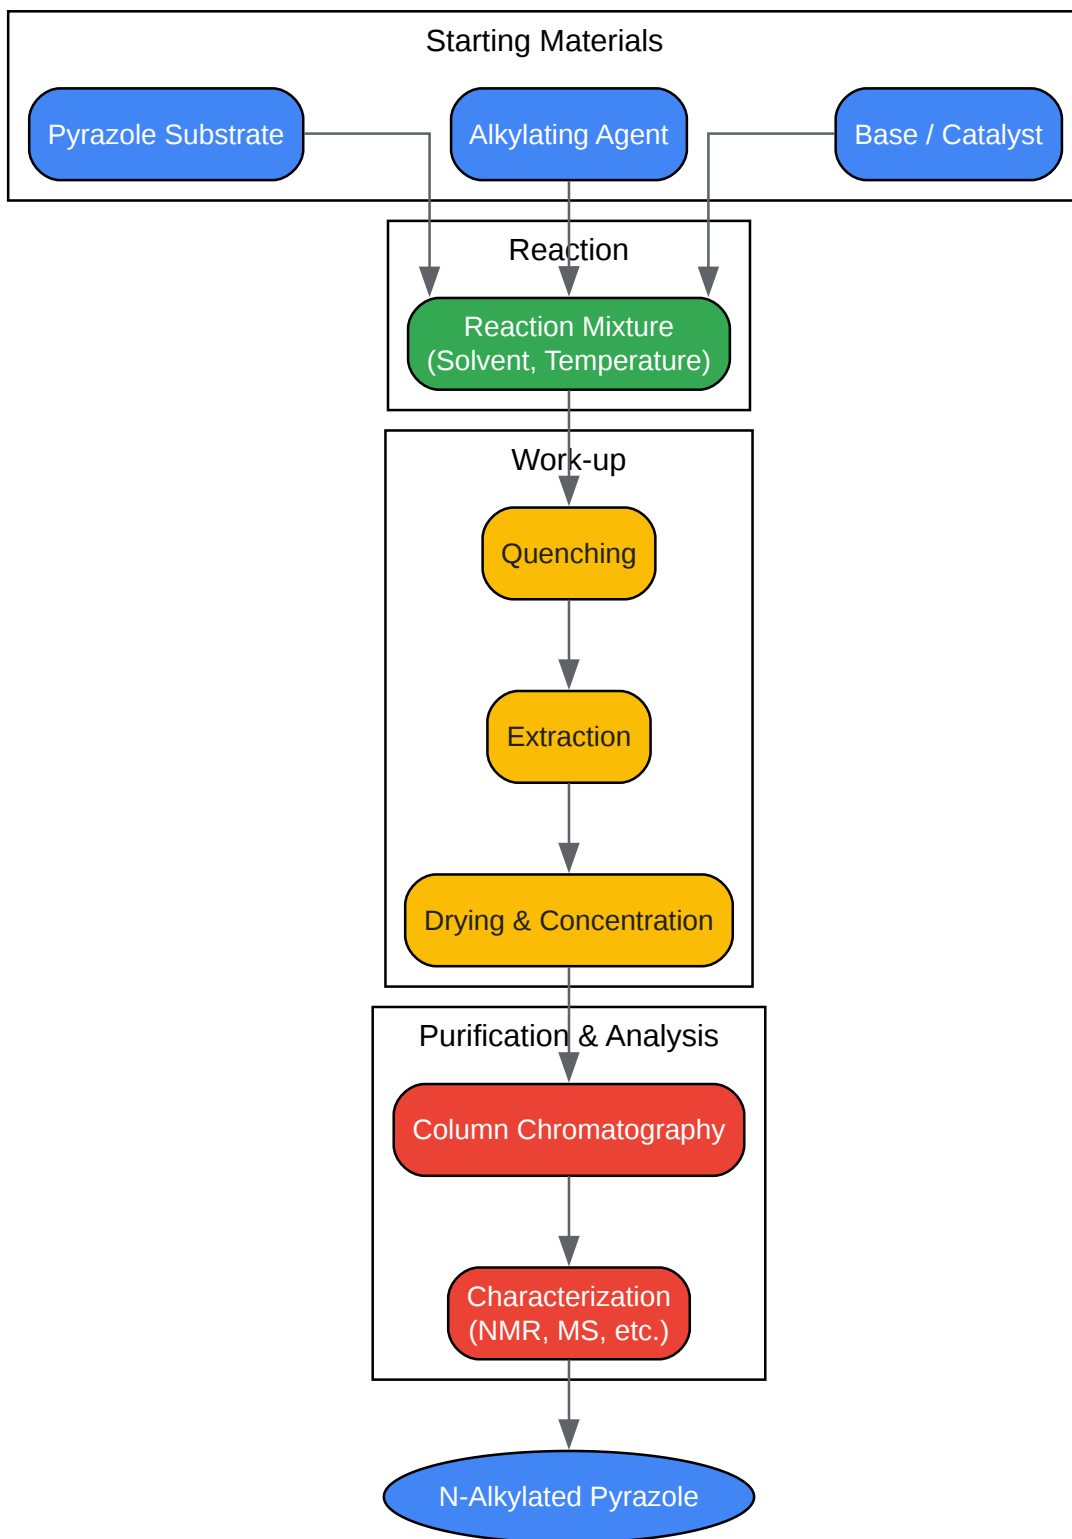 Starting Materials
Pyrazole Substrate
Alkylating Agent
Base / Catalyst
Reaction
Reaction Mixture
(Solvent, Temperature)
Work-up
Quenching
Extraction
Drying & Concentration
Purification & Analysis
Column Chromatography
Characterization
(NMR, MS, etc.)
N-Alkylated Pyrazole